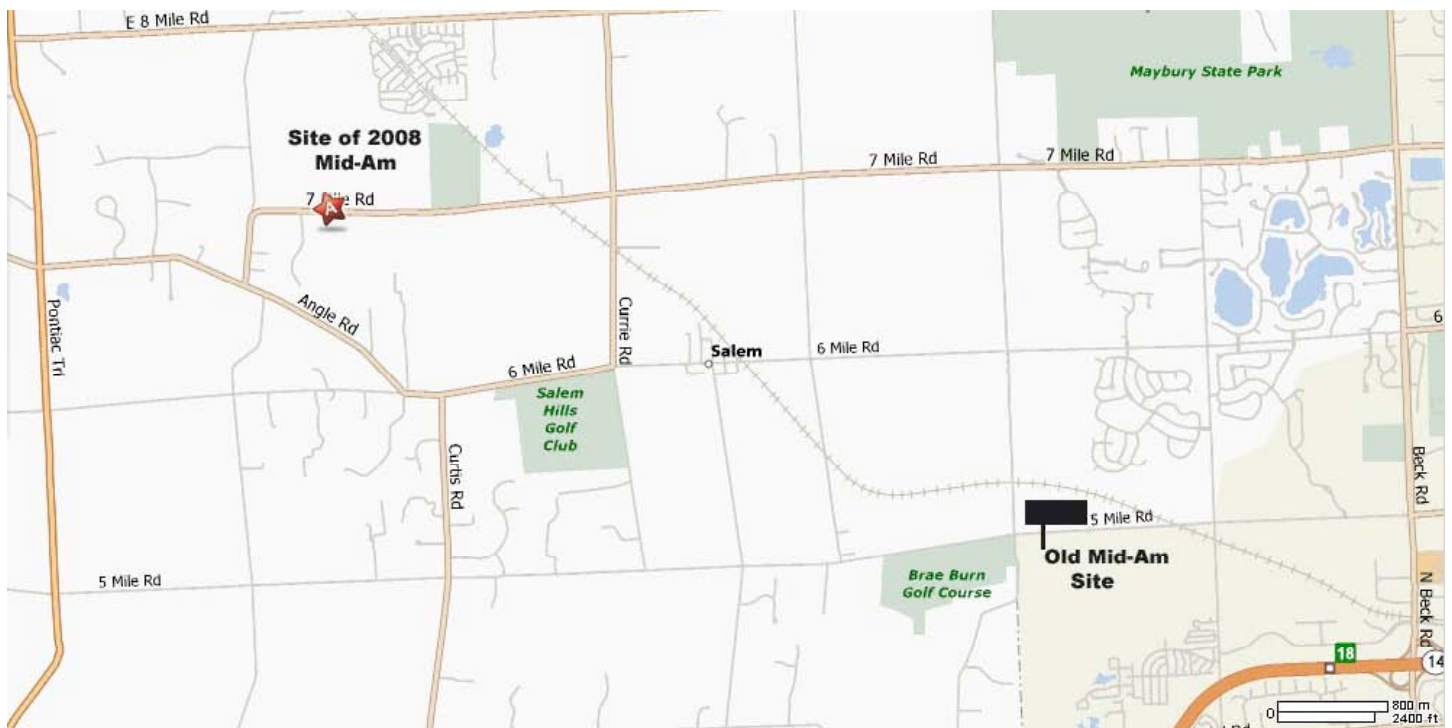 E 8 Mile Rd
Maybury State Park
Site of 2008
Mid-Am
7 Mile Rd
7 Mile Rd
7 Mile Rd
A
Pontiac Trl
Angle Rd
Currie Rd
6 Mile Rd
Salem
6 Mile Rd
6
Salem
Hills
Golf
Club
Curtis Rd
Beck Rd
5 Mile Rd
Old Mid-Am
Site
5 Mile Rd
Brae Burn
Golf Course
N Beck Rd
18
14
0
800 m
2400 ft